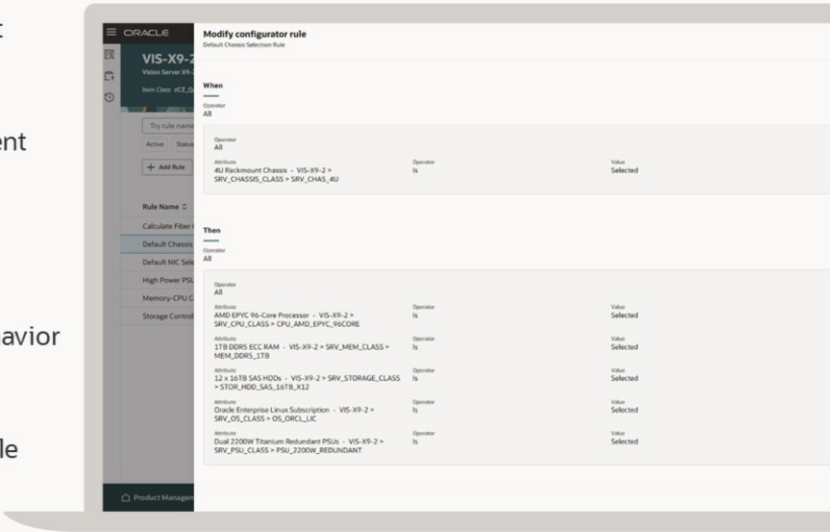 ent
avior
le
ORACLE
VIS-X9-2
Vision Server X9-
Item Class
Try rule name
Active Status
+ Add Rule
Rule Name
Calculate Fiber
Default Chassis
Default NIC Sele
High Power PSU
Memory-CPU C
Storage Control
Product Managem
Modify configurator rule
Default Chassis Selection Rule
When
Operator
All
Operator
All
Attribute Operator Value
4U Rackmount Chassis - VIS-X9-2 > Is Selected
SRV_CHASSIS_CLASS > SRV_CHAS_4U
Then
Operator
All
Operator
All
Attribute Operator Value
AMD EPYC 96-Core Processor - VIS-X9-2 > Is Selected
SRV_CPU_CLASS > CPU_AMD_EPYC_96CORE
Attribute Operator Value
1TB DDR5 ECC RAM - VIS-X9-2 > SRV_MEM_CLASS > Is Selected
MEM_DDR5_1TB
Attribute Operator Value
12 x 16TB SAS HDDs - VIS-X9-2 > SRV_STORAGE_CLASS Is Selected
> STOR_HDD_SAS_16TB_X12
Attribute Operator Value
Oracle Enterprise Linux Subscription - VIS-X9-2 > Is Selected
SRV_OS_CLASS > OS_ORCL_LIC
Attribute Operator Value
Dual 2200W Titanium Redundant PSUs - VIS-X9-2 > Is Selected
SRV_PSU_CLASS > PSU_2200W_REDUNDANT